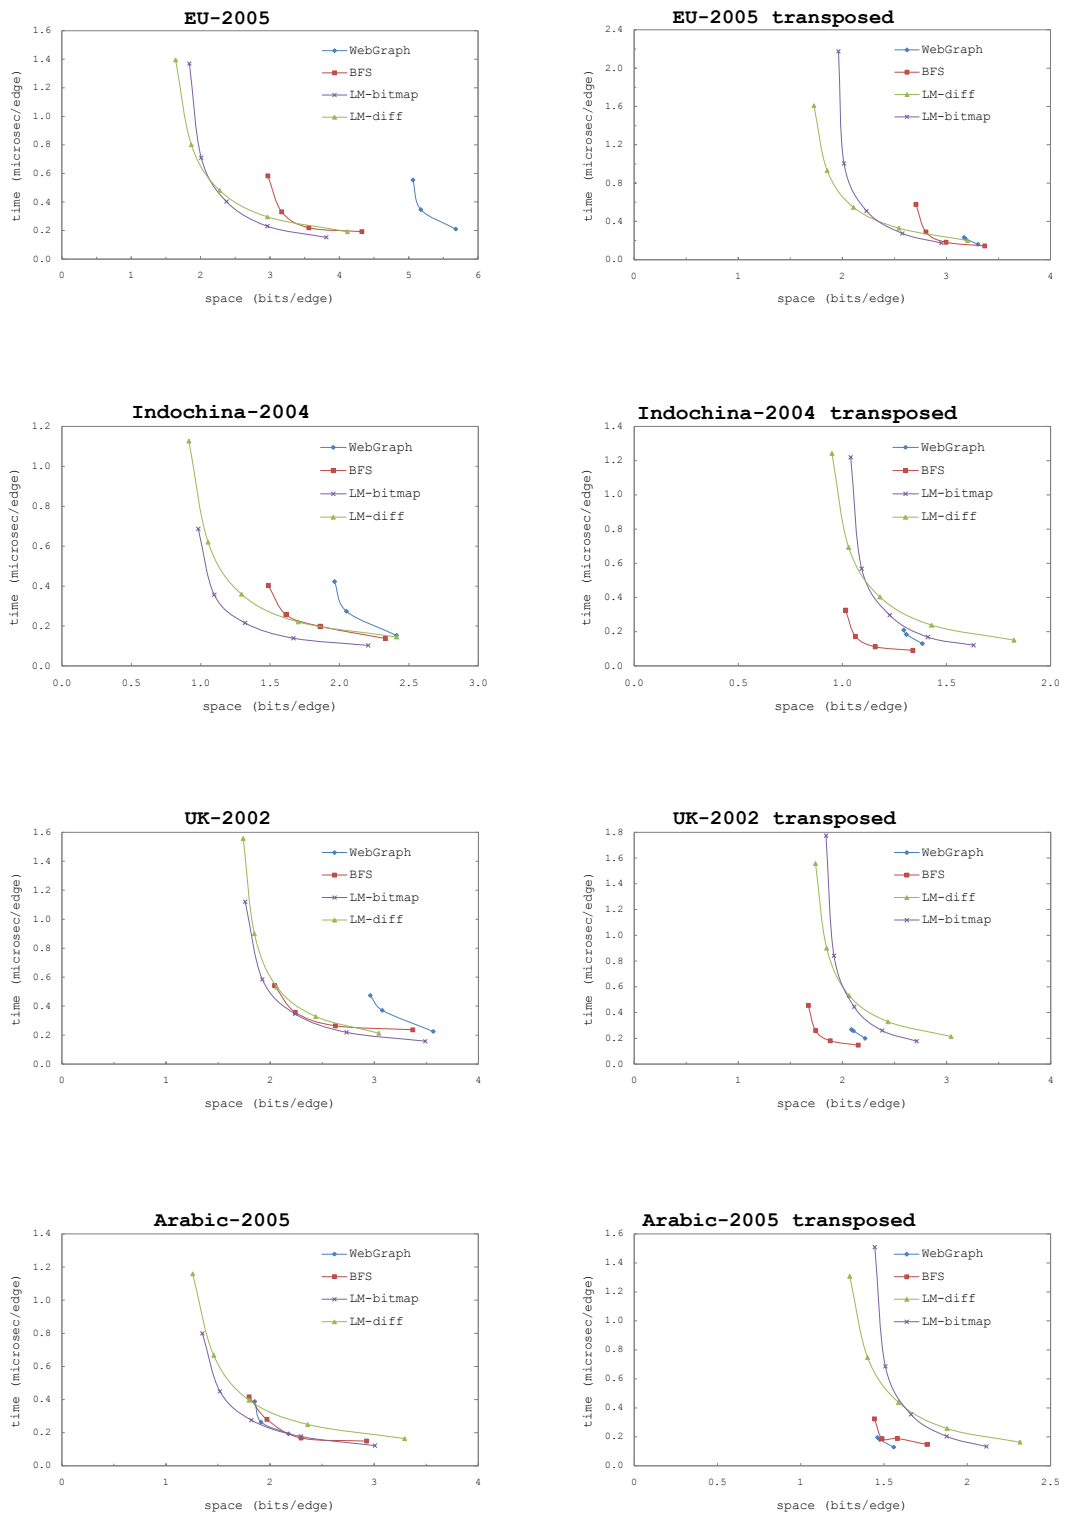 EU-2005
time (microsec/edge)
1.6
1.4
1.2
1.0
0.8
0.6
0.4
0.2
0.0
WebGraph
BFS
LM-bitmap
LM-diff
0 1 2 3 4 5 6
space (bits/edge)
EU-2005 transposed
time (microsec/edge)
2.4
2.0
1.6
1.2
0.8
0.4
0.0
WebGraph
BFS
LM-diff
LM-bitmap
0 1 2 3 4
space (bits/edge)
Indochina-2004
time (microsec/edge)
1.2
1.0
0.8
0.6
0.4
0.2
0.0
WebGraph
BFS
LM-bitmap
LM-diff
0.0 0.5 1.0 1.5 2.0 2.5 3.0
space (bits/edge)
Indochina-2004 transposed
time (microsec/edge)
1.4
1.2
1.0
0.8
0.6
0.4
0.2
0.0
WebGraph
BFS
LM-bitmap
LM-diff
0.0 0.5 1.0 1.5 2.0
space (bits/edge)
UK-2002
time (microsec/edge)
1.6
1.4
1.2
1.0
0.8
0.6
0.4
0.2
0.0
WebGraph
BFS
LM-bitmap
LM-diff
0 1 2 3 4
space (bits/edge)
UK-2002 transposed
time (microsec/edge)
1.8
1.6
1.4
1.2
1.0
0.8
0.6
0.4
0.2
0.0
WebGraph
BFS
LM-diff
LM-bitmap
0 1 2 3 4
space (bits/edge)
Arabic-2005
time (microsec/edge)
1.4
1.2
1.0
0.8
0.6
0.4
0.2
0.0
WebGraph
BFS
LM-bitmap
LM-diff
0 1 2 3 4
space (bits/edge)
Arabic-2005 transposed
time (microsec/edge)
1.6
1.4
1.2
1.0
0.8
0.6
0.4
0.2
0.0
WebGraph
BFS
LM-diff
LM-bitmap
0 0.5 1 1.5 2 2.5
space (bits/edge)